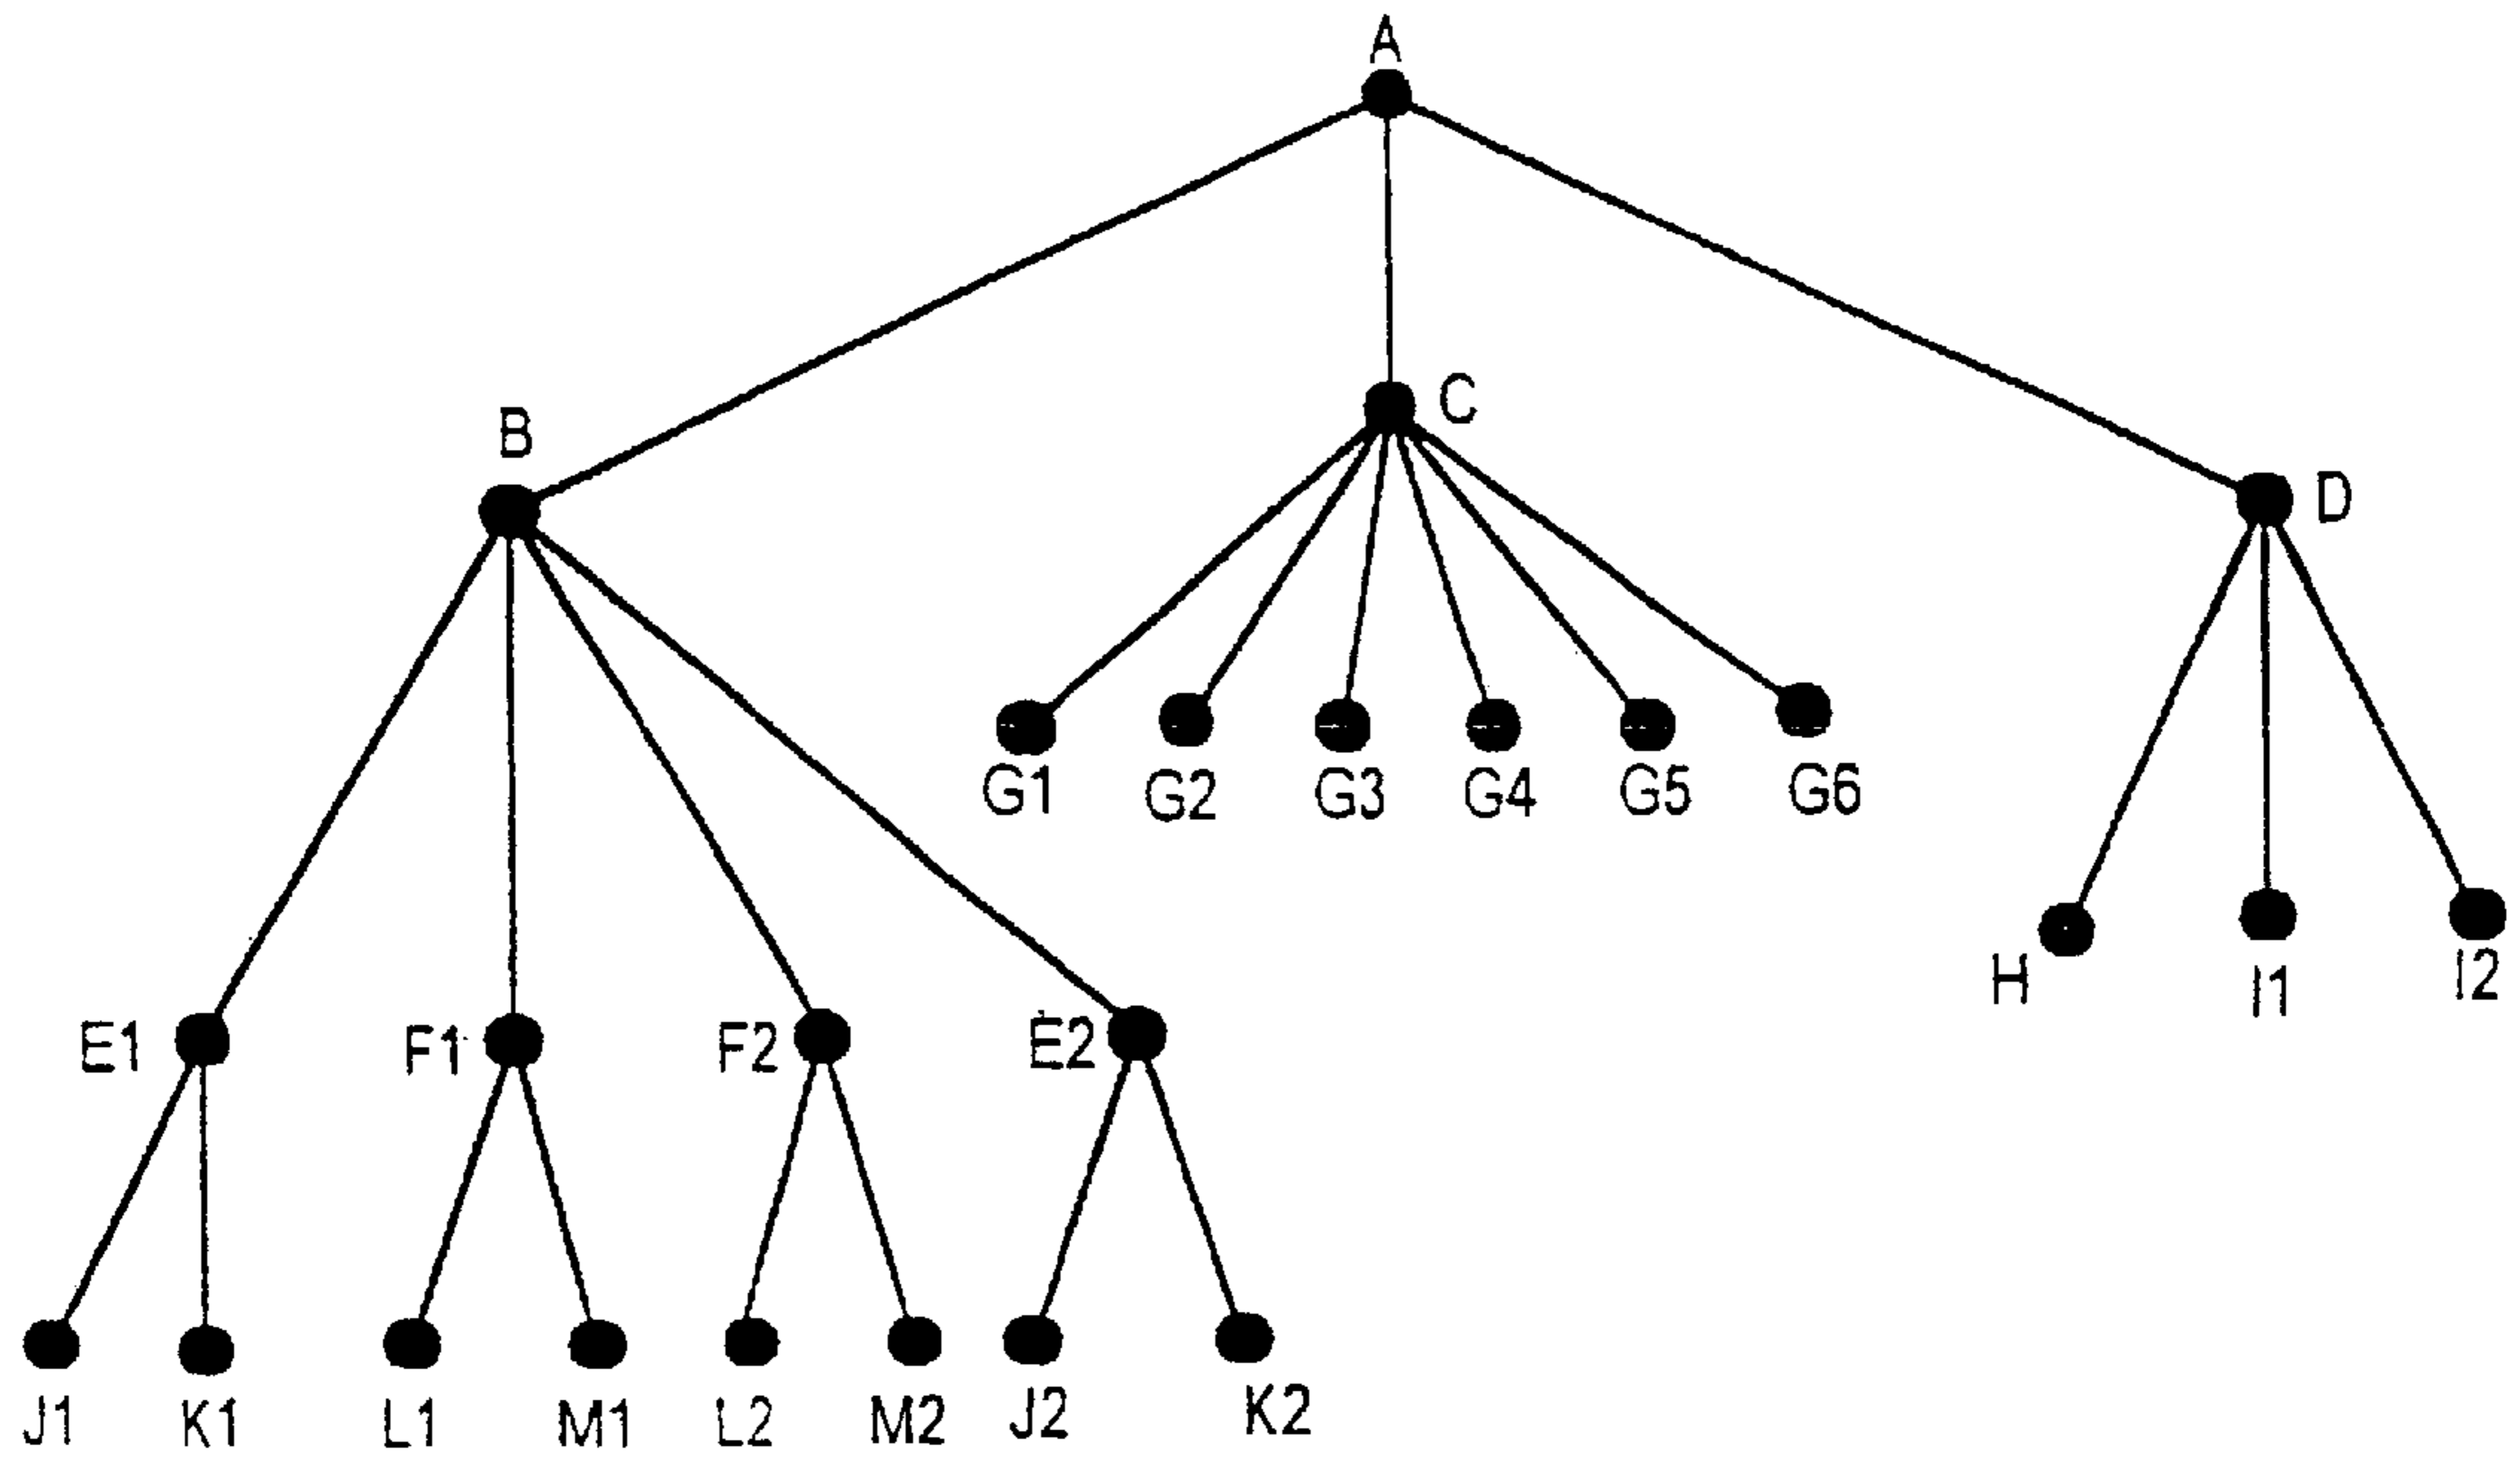 A
B
C
D
G1 G2 G3 G4 G5 G6
H I1 I2
E1 F1 F2 E2
J1 K1 L1 M1 L2 M2 J2 K2